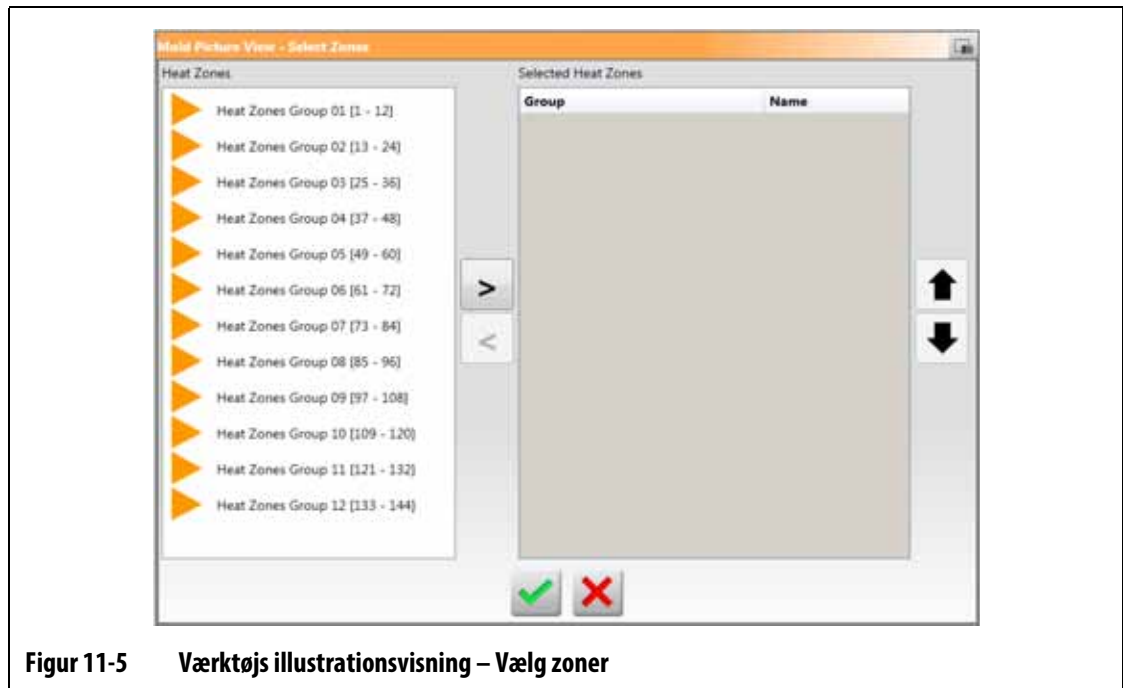 Mold Picture View - Select Zones
Heat Zones
Selected Heat Zones
Group Name
Heat Zones Group 01 [1 - 12]
Heat Zones Group 02 [13 - 24]
Heat Zones Group 03 [25 - 36]
Heat Zones Group 04 [37 - 48]
Heat Zones Group 05 [49 - 60]
Heat Zones Group 06 [61 - 72]
Heat Zones Group 07 [73 - 84]
Heat Zones Group 08 [85 - 96]
Heat Zones Group 09 [97 - 108]
Heat Zones Group 10 [109 - 120]
Heat Zones Group 11 [121 - 132]
Heat Zones Group 12 [133 - 144]
>
<
Figur 11-5 Værktøjs illustrationsvisning – Vælg zoner